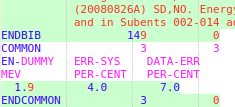 (20080826A) SD,NO. Energy
and in Subents 002-014 ac
ENDBIB 149 0
COMMON 3 3
EN-DUMMY ERR-SYS DATA-ERR
MEV PER-CENT PER-CENT
1.9 4.0 7.0
ENDCOMMON 3 0